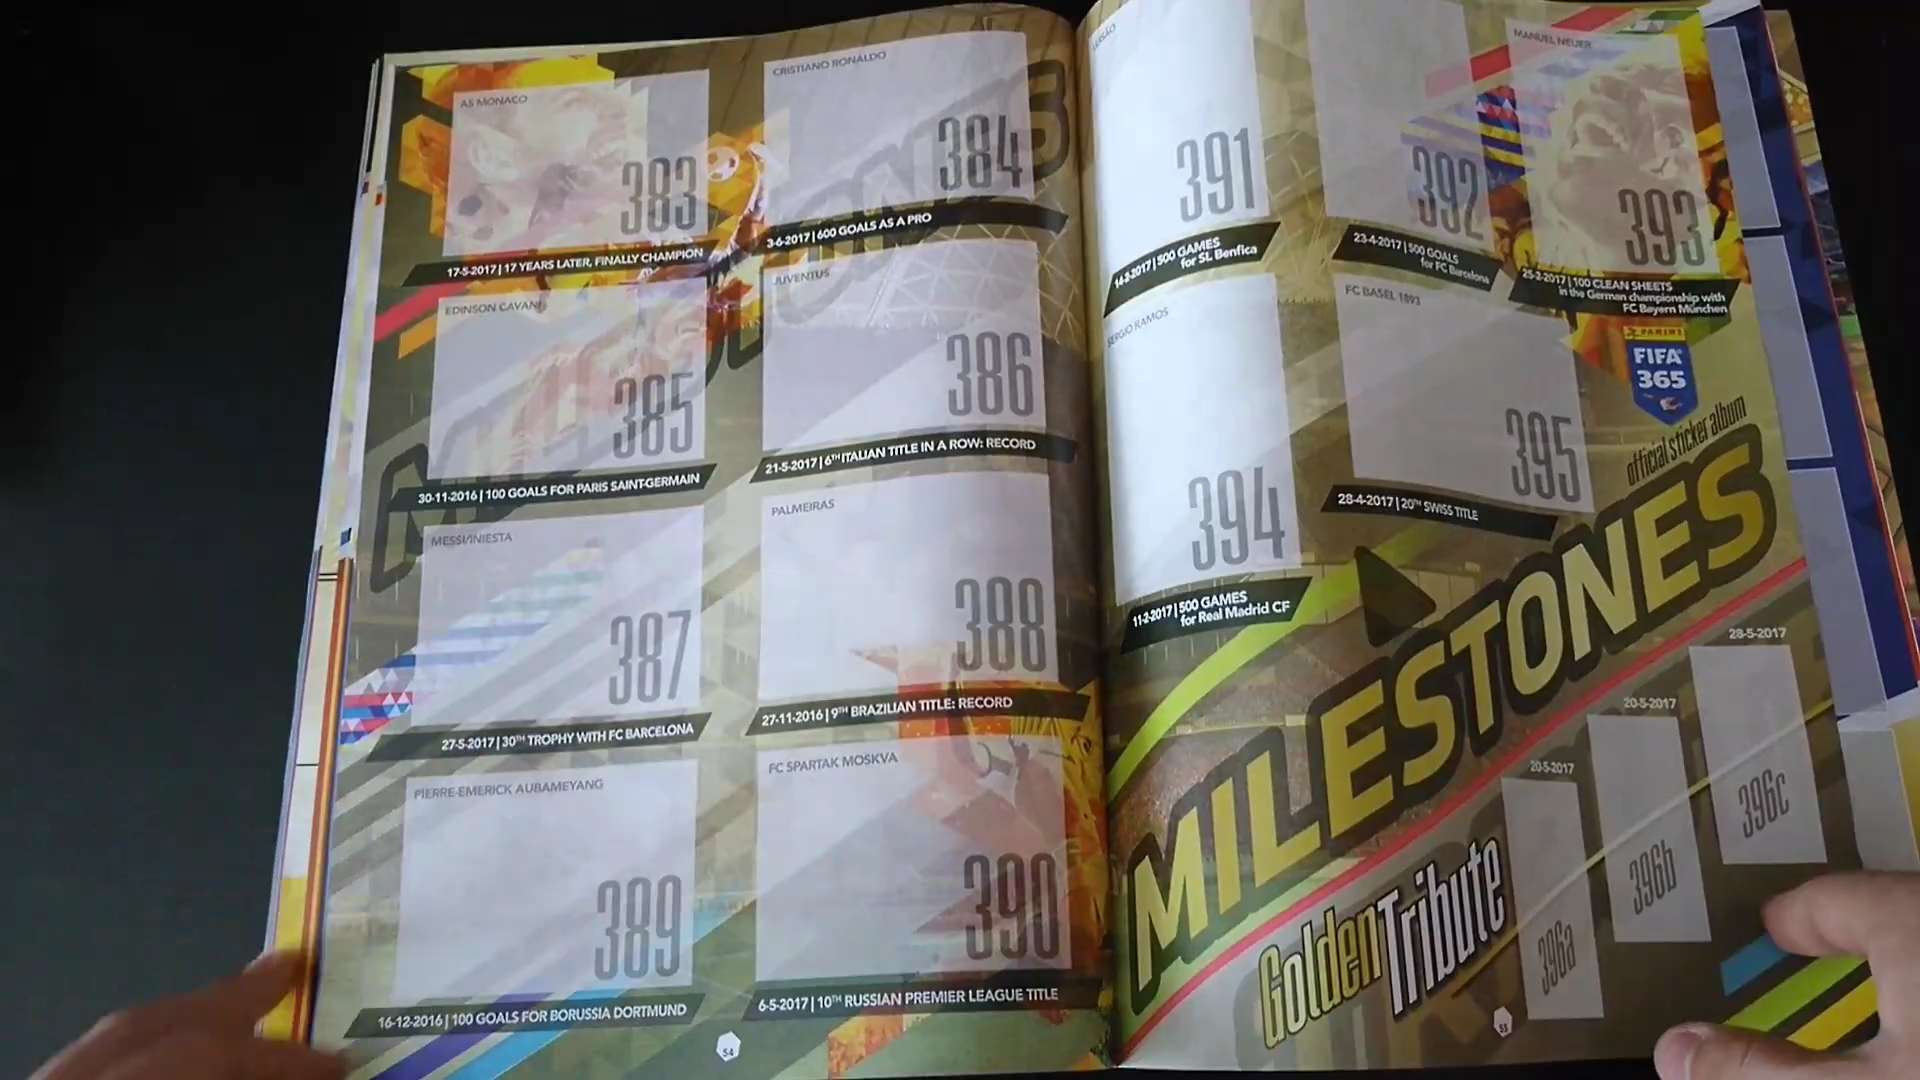 AS MONACO
383
17-5-2017 | 17 YEARS LATER, FINALLY CHAMPION
CRISTIANO RONALDO
384
3-6-2017 | 600 GOALS AS A PRO
EDINSON CAVANI
385
30-11-2016 | 100 GOALS FOR PARIS SAINT-GERMAIN
JUVENTUS
386
21-5-2017 | 6TH ITALIAN TITLE IN A ROW: RECORD
MESSI/INIESTA
387
27-5-2017 | 30TH TROPHY WITH FC BARCELONA
PALMEIRAS
388
27-11-2016 | 9TH BRAZILIAN TITLE: RECORD
PIERRE-EMERICK AUBAMEYANG
389
16-12-2016 | 100 GOALS FOR BORUSSIA DORTMUND
FC SPARTAK MOSKVA
390
6-5-2017 | 10TH RUSSIAN PREMIER LEAGUE TITLE
54
LUISÃO
391
500 GAMES
for SL Benfica
392
23-4-2017 | 500 GOALS
for FC Barcelona
MANUEL NEUER
393
25-2-2017 | 100 CLEAN SHEETS
in the German championship with
FC Bayern München
SERGIO RAMOS
394
11-2-2017 | 500 GAMES
for Real Madrid CF
FC BASEL 1893
395
28-4-2017 | 20TH SWISS TITLE
PANINI
FIFA
365
official sticker album
MILESTONES
Golden Tribute
20-5-2017
396a
20-5-2017
396b
28-5-2017
396c
55